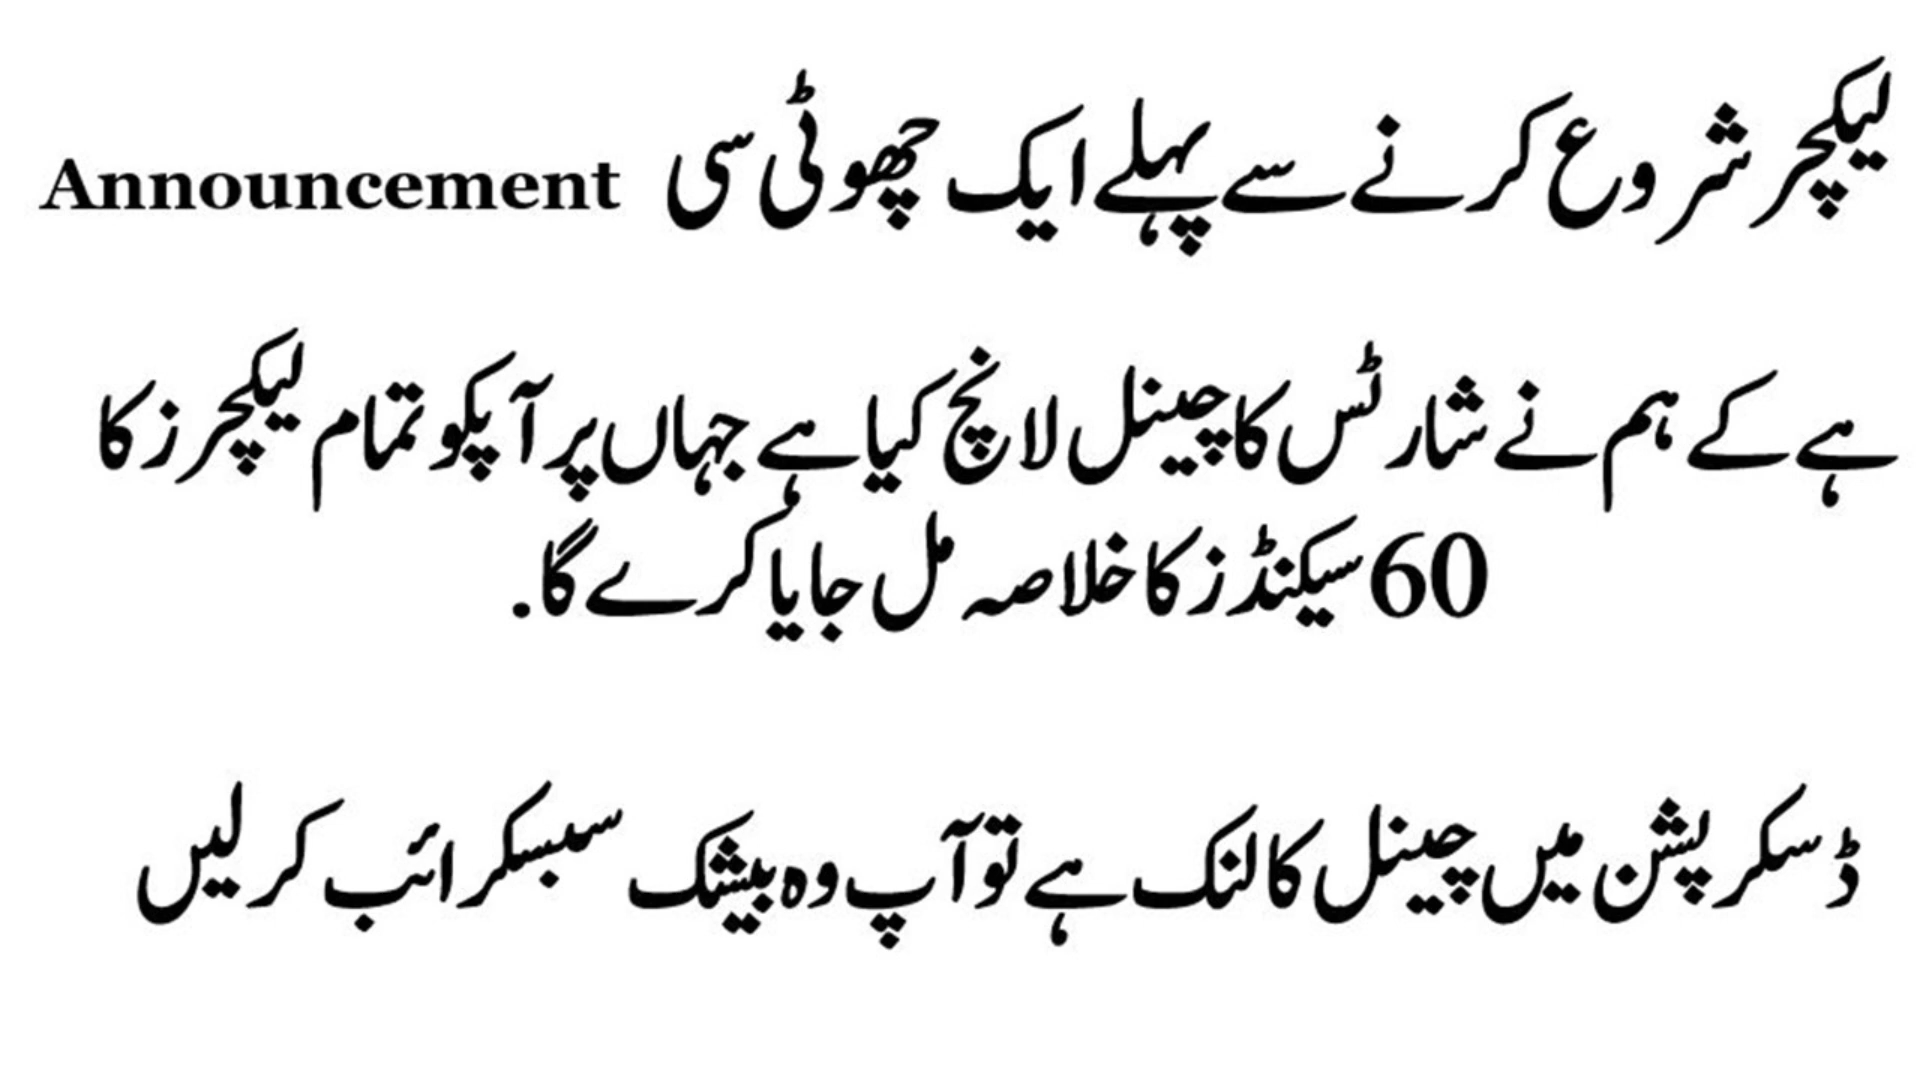 لیکچر شروع کرنے سے پہلے ایک چھوٹی سی Announcement
ہے کے ہم نے شارٹس کا چینل لانچ کیا ہے جہاں پر آپکو تمام لیکچرز کا
60 سیکنڈز کا خلاصہ مل جایا کرے گا.
ڈسکرپشن میں چینل کا لنک ہے تو آپ وہ بیشک سبسکرائب کر لیں